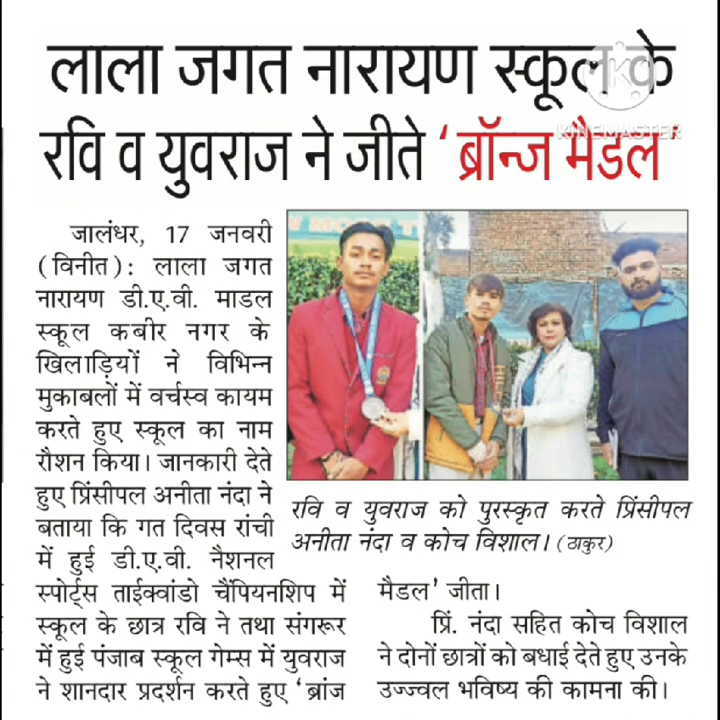 लाला जगत नारायण स्कूल के
रवि व युवराज ने जीते ‘ब्रॉन्ज मैडल’
KINEMASTER
जालंधर, 17 जनवरी
(विनीत): लाला जगत
नारायण डी.ए.वी. माडल
स्कूल कबीर नगर के
खिलाड़ियों ने विभिन्न
मुकाबलों में वर्चस्व कायम
करते हुए स्कूल का नाम
रौशन किया। जानकारी देते
हुए प्रिंसीपल अनीता नंदा ने
बताया कि गत दिवस रांची
में हुई डी.ए.वी. नैशनल
स्पोर्ट्स ताईक्वांडो चैंपियनशिप में
स्कूल के छात्र रवि ने तथा संगरूर
में हुई पंजाब स्कूल गेम्स में युवराज
ने शानदार प्रदर्शन करते हुए ‘ब्रांज
रवि व युवराज को पुरस्कृत करते प्रिंसीपल
अनीता नंदा व कोच विशाल। (ठाकुर)
मैडल’ जीता।
प्रिं. नंदा सहित कोच विशाल
ने दोनों छात्रों को बधाई देते हुए उनके
उज्ज्वल भविष्य की कामना की।